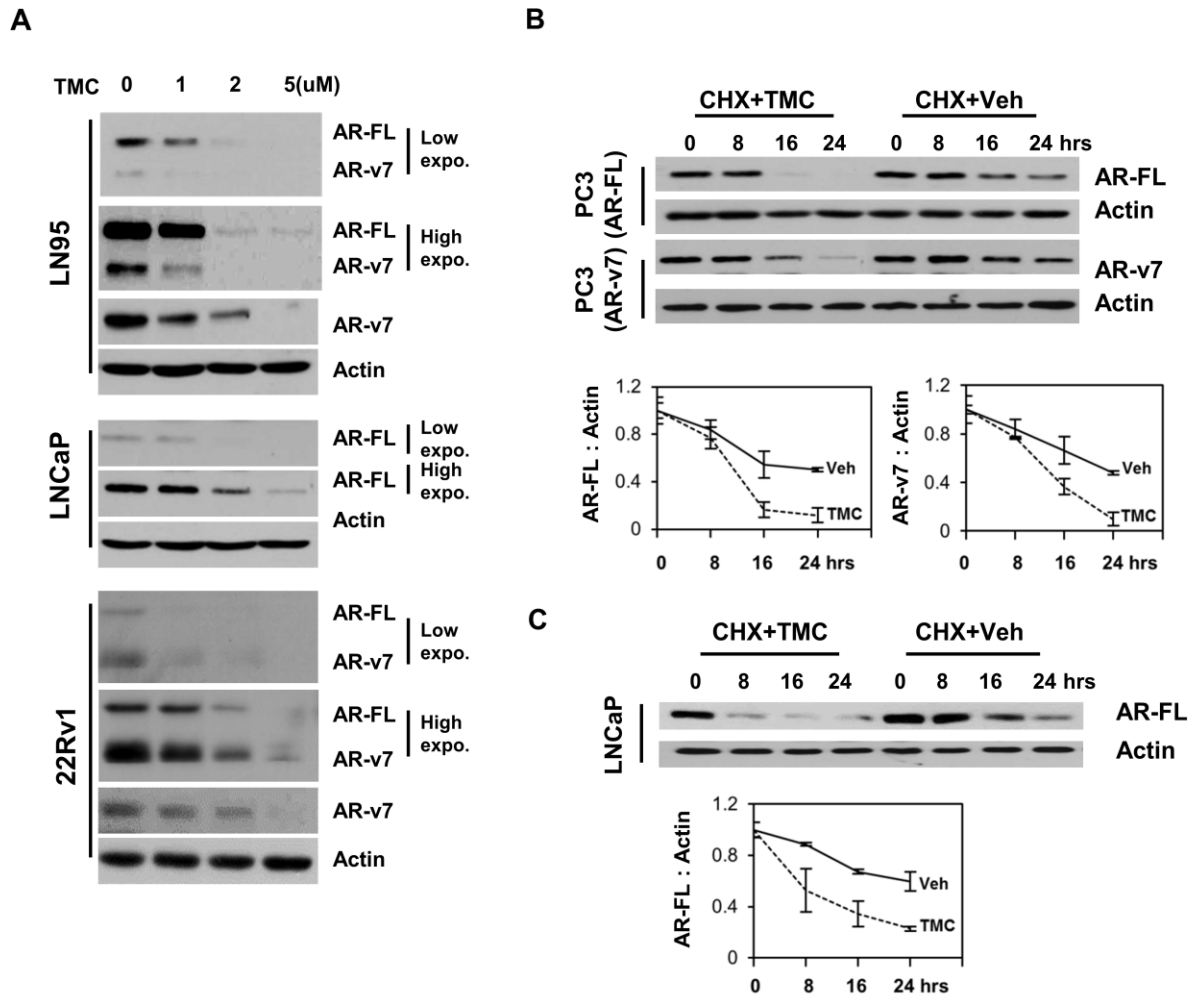 A
TMC 0 1 2 5(uM)
LN95
AR-FL
AR-v7
Low
expo.
AR-FL
AR-v7
High
expo.
AR-v7
Actin
LNCaP
AR-FL
Low
expo.
AR-FL
High
expo.
Actin
22Rv1
AR-FL
AR-v7
Low
expo.
AR-FL
AR-v7
High
expo.
AR-v7
Actin
B
CHX+TMC CHX+Veh
0 8 16 24 0 8 16 24 hrs
PC3
(AR-FL)
AR-FL
Actin
PC3
(AR-v7)
AR-v7
Actin
AR-FL : Actin
1.2
0.8
0.4
0
Veh
TMC
0 8 16 24 hrs
AR-v7 : Actin
1.2
0.8
0.4
0
Veh
TMC
0 8 16 24 hrs
C
CHX+TMC CHX+Veh
0 8 16 24 0 8 16 24 hrs
LNCaP
AR-FL
Actin
AR-FL : Actin
1.2
0.8
0.4
0
Veh
TMC
0 8 16 24 hrs